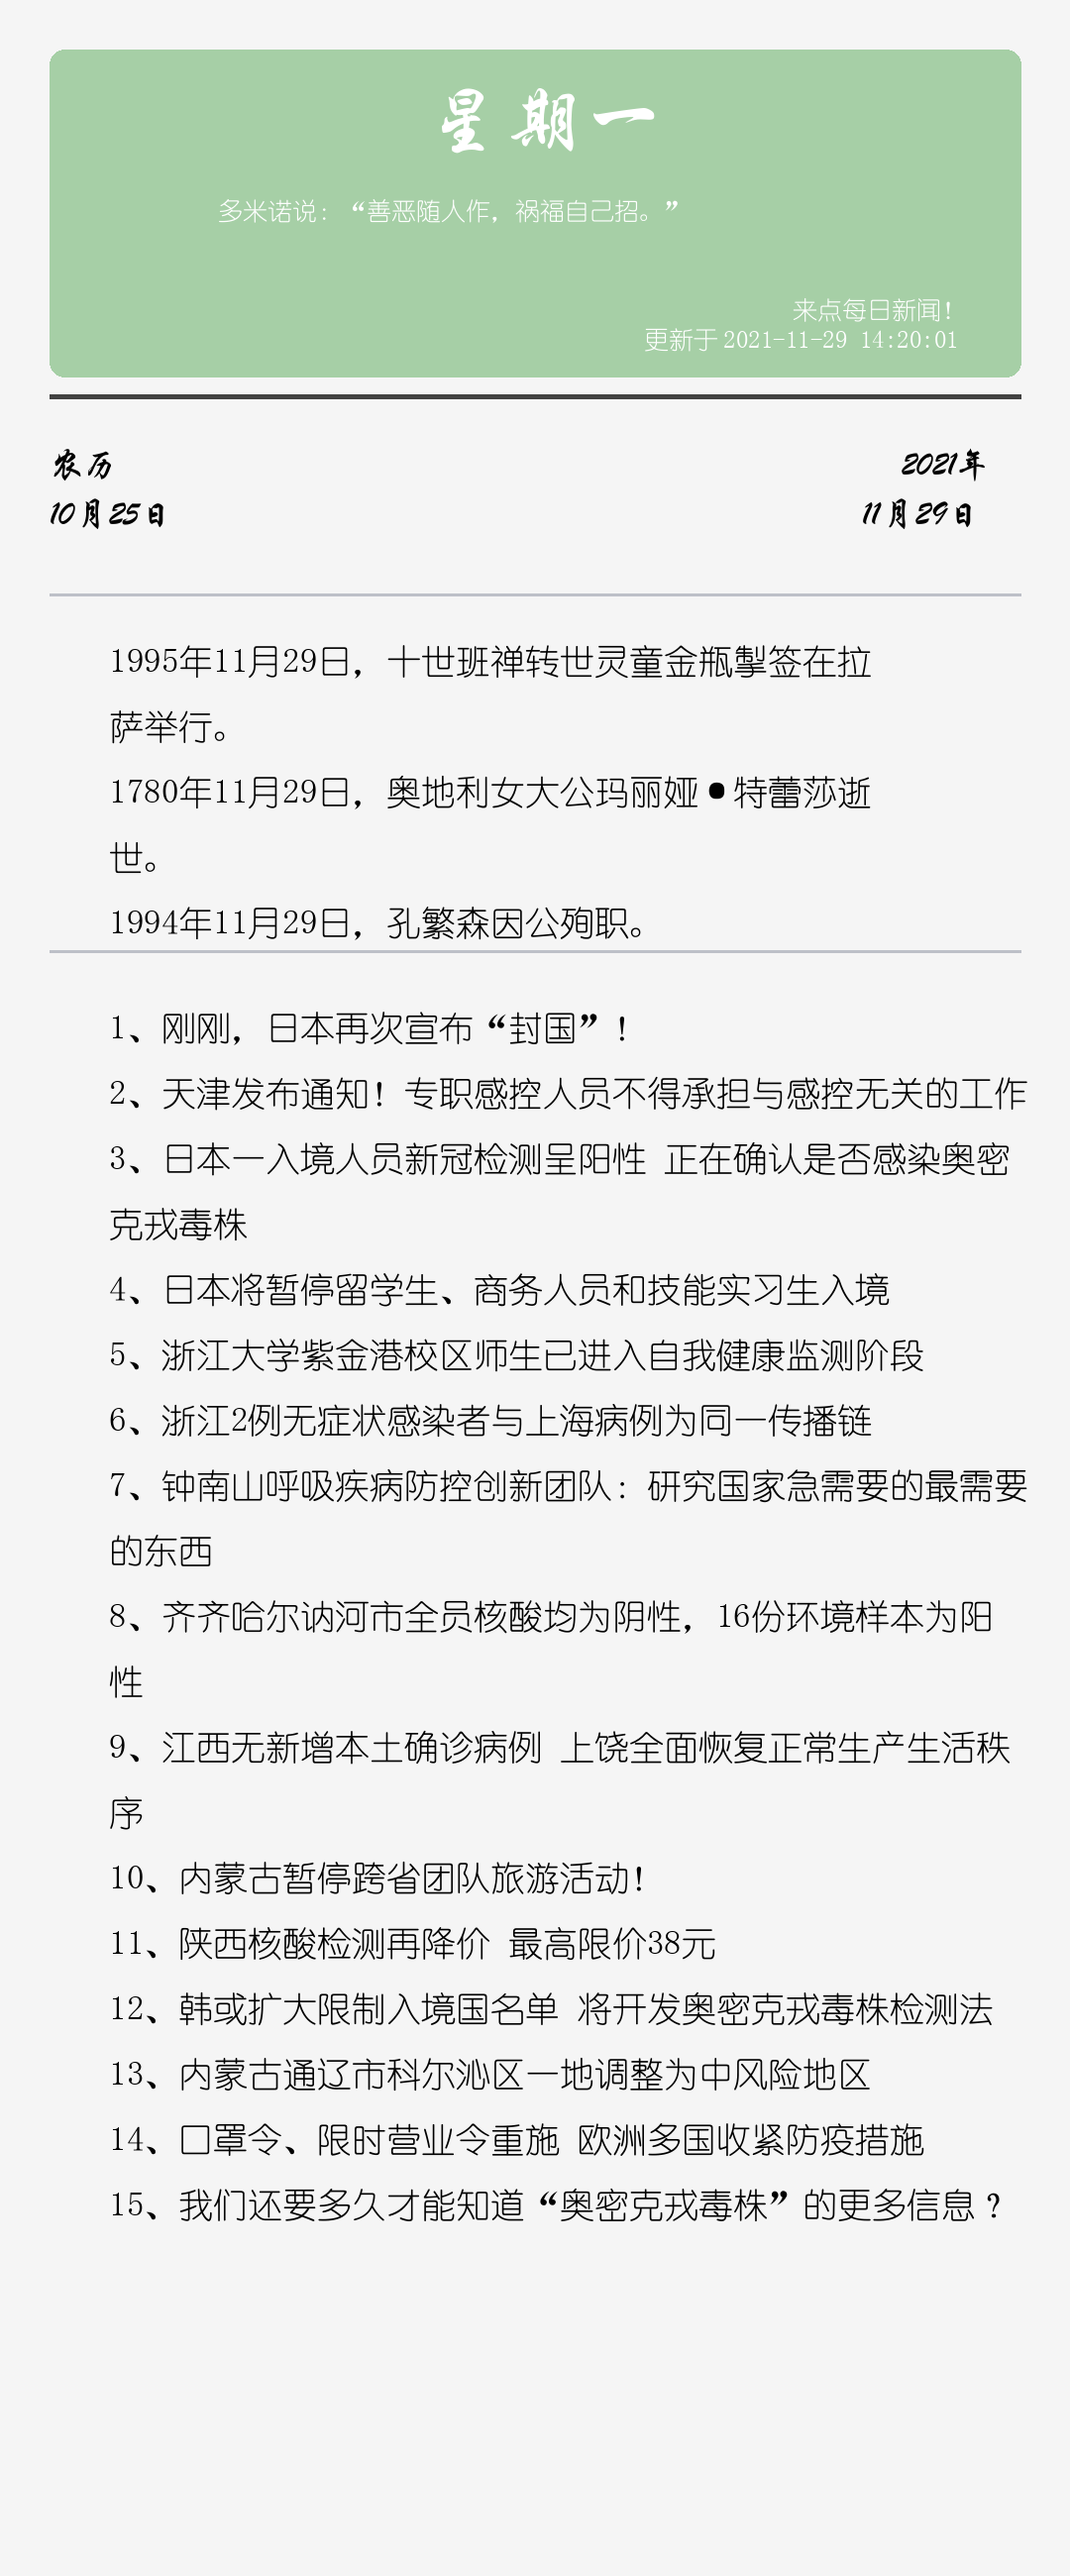 星期一
多米诺说：“善恶随人作，祸福自己招。”
来点每日新闻！
更新于 2021-11-29 14:20:01
农历
10月25日
2021年
11月29日
1995年11月29日，十世班禅转世灵童金瓶掣签在拉
萨举行。
1780年11月29日，奥地利女大公玛丽娅•特蕾莎逝
世。
1994年11月29日，孔繁森因公殉职。
1、刚刚，日本再次宣布“封国”！
2、天津发布通知！专职感控人员不得承担与感控无关的工作
3、日本一入境人员新冠检测呈阳性 正在确认是否感染奥密
克戎毒株
4、日本将暂停留学生、商务人员和技能实习生入境
5、浙江大学紫金港校区师生已进入自我健康监测阶段
6、浙江2例无症状感染者与上海病例为同一传播链
7、钟南山呼吸疾病防控创新团队：研究国家急需要的最需要
的东西
8、齐齐哈尔讷河市全员核酸均为阴性，16份环境样本为阳
性
9、江西无新增本土确诊病例 上饶全面恢复正常生产生活秩
序
10、内蒙古暂停跨省团队旅游活动！
11、陕西核酸检测再降价 最高限价38元
12、韩或扩大限制入境国名单 将开发奥密克戎毒株检测法
13、内蒙古通辽市科尔沁区一地调整为中风险地区
14、口罩令、限时营业令重施 欧洲多国收紧防疫措施
15、我们还要多久才能知道“奥密克戎毒株”的更多信息？